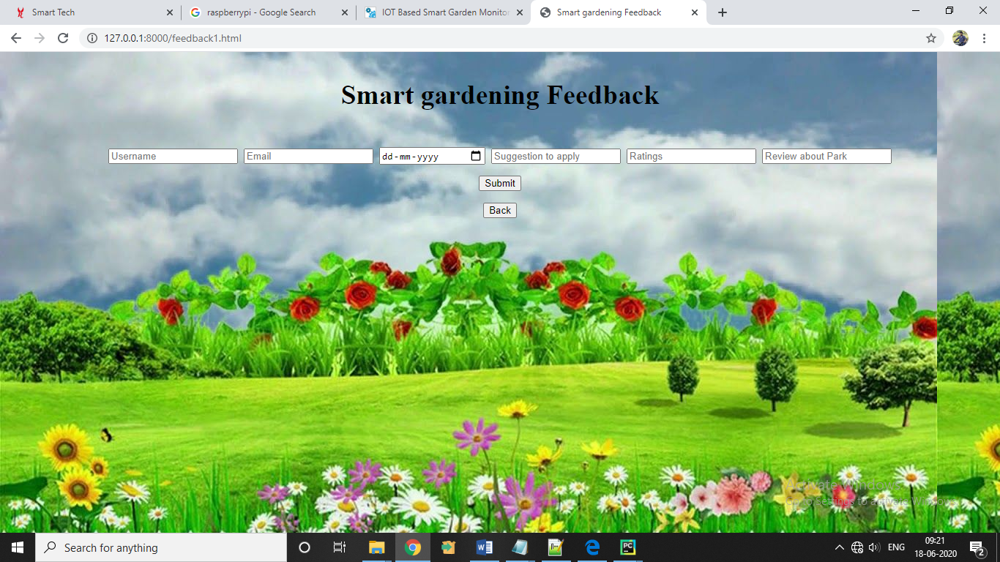 Smart Tech
raspberrypi - Google Search
IOT Based Smart Garden Monitor
Smart gardening Feedback
127.0.0.1:8000/feedback1.html
Smart gardening Feedback
Username Email dd-mm-yyyy Suggestion to apply Ratings Review about Park
Submit
Back
Activate Windows
Go to Settings to activate Windows.
Search for anything
ENG
09:21
18-06-2020
2